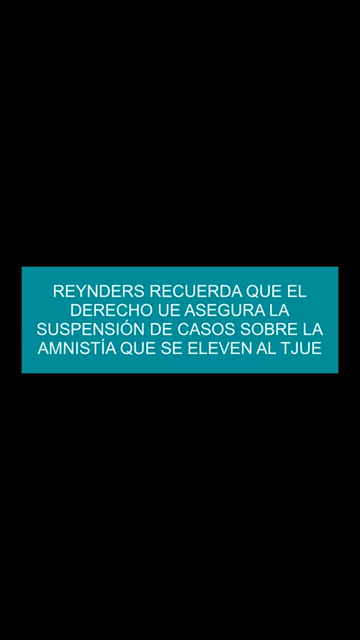 REYNDERS RECUERDA QUE EL
DERECHO UE ASEGURA LA
SUSPENSIÓN DE CASOS SOBRE LA
AMNISTÍA QUE SE ELEVEN AL TJUE